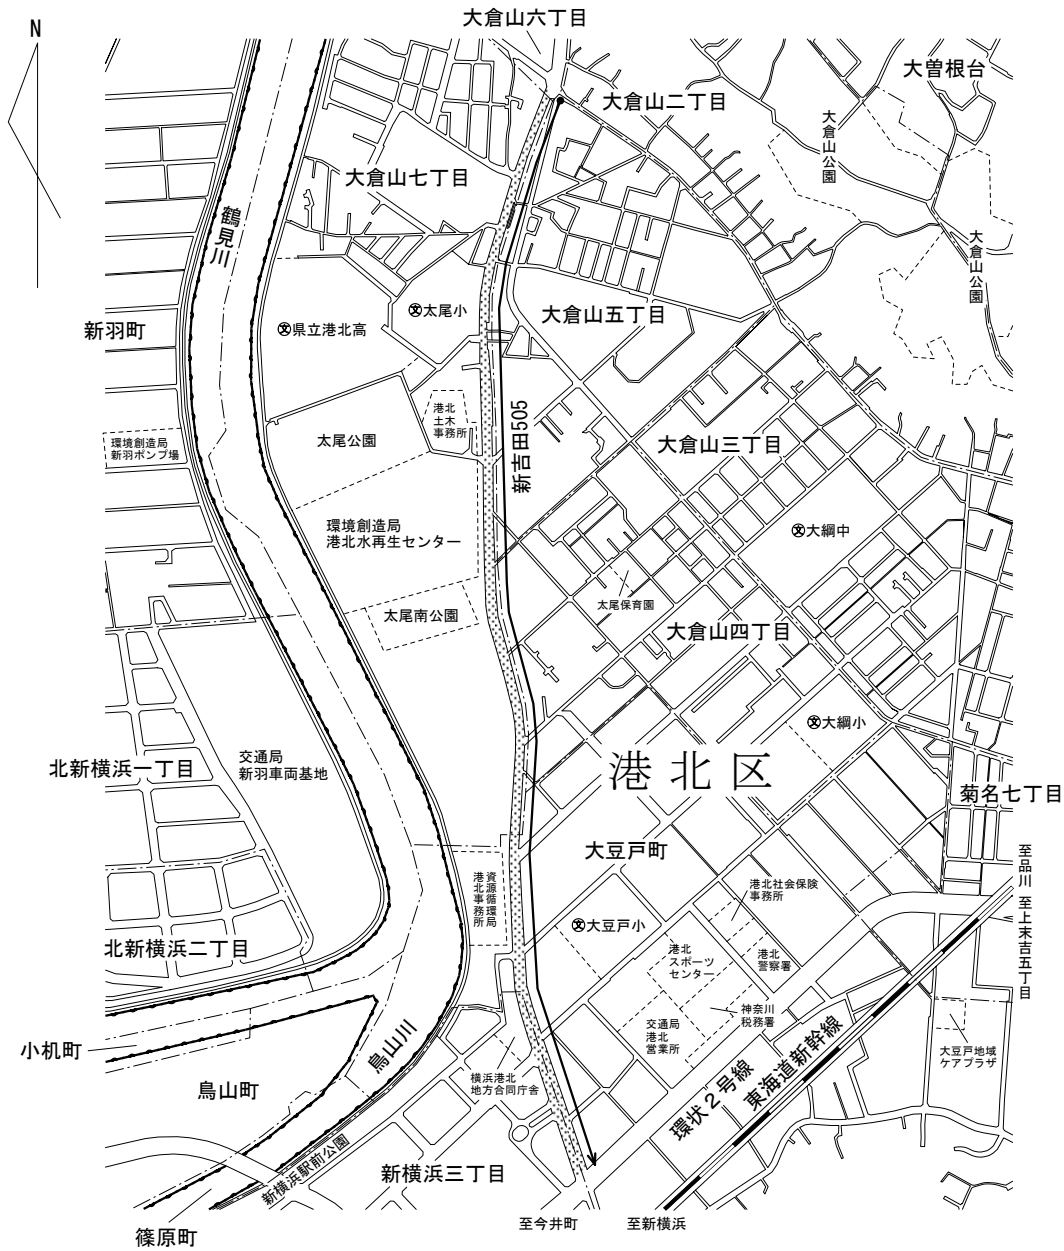 N
大倉山六丁目
大曽根台
大倉山二丁目
大倉山公園
大倉山七丁目
鶴見川
大倉山公園
新羽町
㊫県立港北高
㊫太尾小
大倉山五丁目
港北
土木
事務所
新吉田505
太尾公園
大倉山三丁目
環境創造局
新羽ポンプ場
環境創造局
港北水再生センター
㊫大綱中
太尾保育園
太尾南公園
大倉山四丁目
㊫大綱小
交通局
新羽車両基地
北新横浜一丁目
港北区
菊名七丁目
大豆戸町
至品川
至上末吉五丁目
資源循環局
港北事務所
港北社会保険
事務所
㊫大豆戸小
北新横浜二丁目
港北
スポーツ
センター
港北
警察署
神奈川
税務署
交通局
港北
営業所
小机町
鳥山川
鳥山町
横浜港北
地方合同庁舎
環状2号線
東海道新幹線
大豆戸地域
ケアプラザ
新横浜駅前公園
新横浜三丁目
篠原町
至今井町
至新横浜